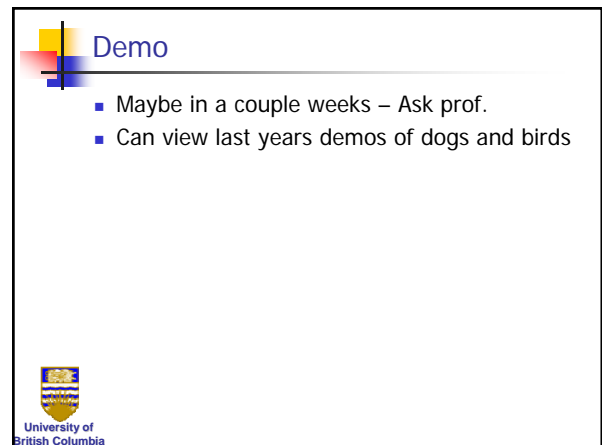 Demo
Maybe in a couple weeks – Ask prof.
Can view last years demos of dogs and birds
University of
British Columbia